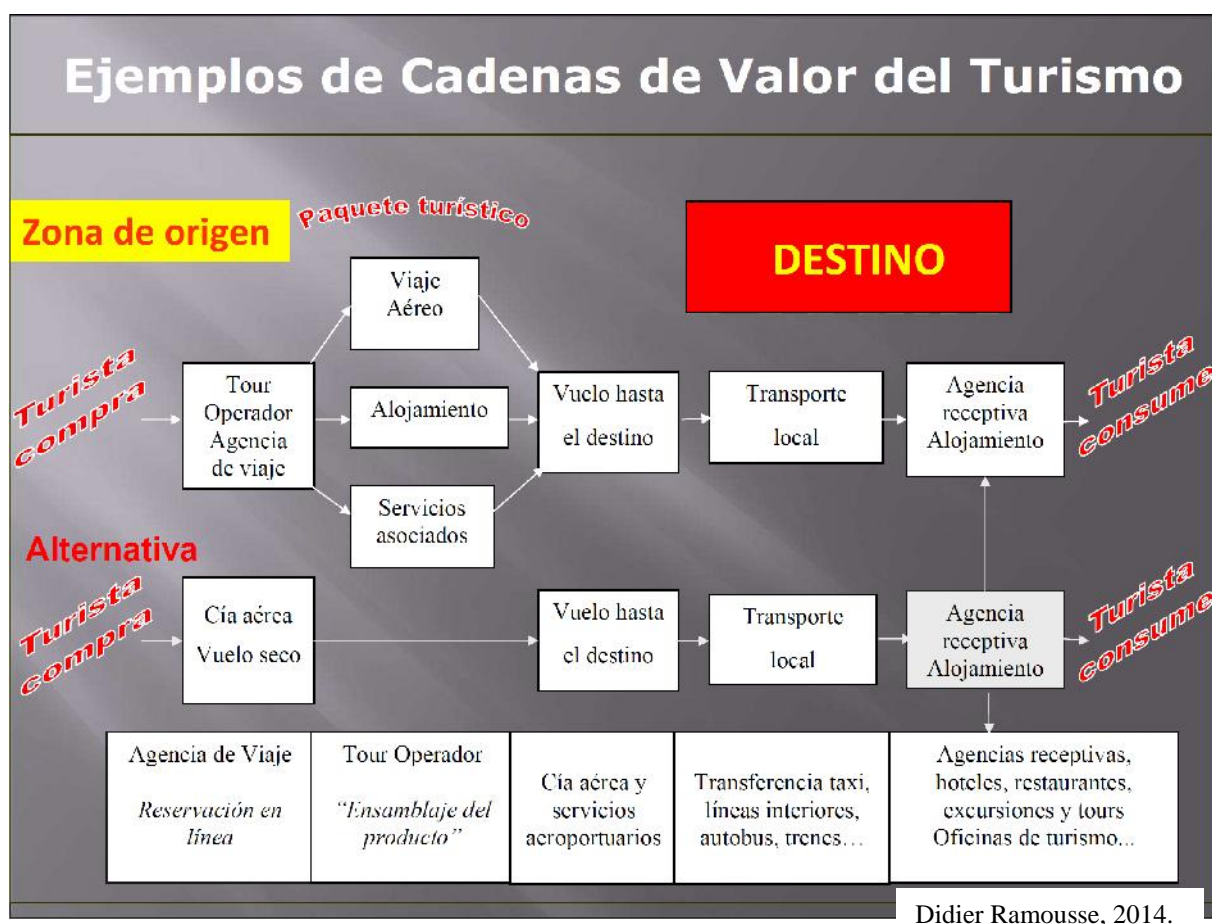 Ejemplos de Cadenas de Valor del Turismo
Zona de origen
Paquete turístico
DESTINO
Turista
compra
Tour
Operador
Agencia
de viaje
Viaje
Aéreo
Alojamiento
Servicios
asociados
Vuelo hasta
el destino
Transporte
local
Agencia
receptiva
Alojamiento
Turista
consume
Alternativa
Turista
compra
Cía aérea
Vuelo seco
Vuelo hasta
el destino
Transporte
local
Agencia
receptiva
Alojamiento
Turista
consume
Agencia de Viaje
Reservación en
línea
Tour Operador
“Ensamblaje del
producto”
Cía aérea y
servicios
aeroportuarios
Transferencia taxi,
líneas interiores,
autobus, trenes…
Agencias receptivas,
hoteles, restaurantes,
excursiones y tours
Oficinas de turismo...
Didier Ramousse, 2014.